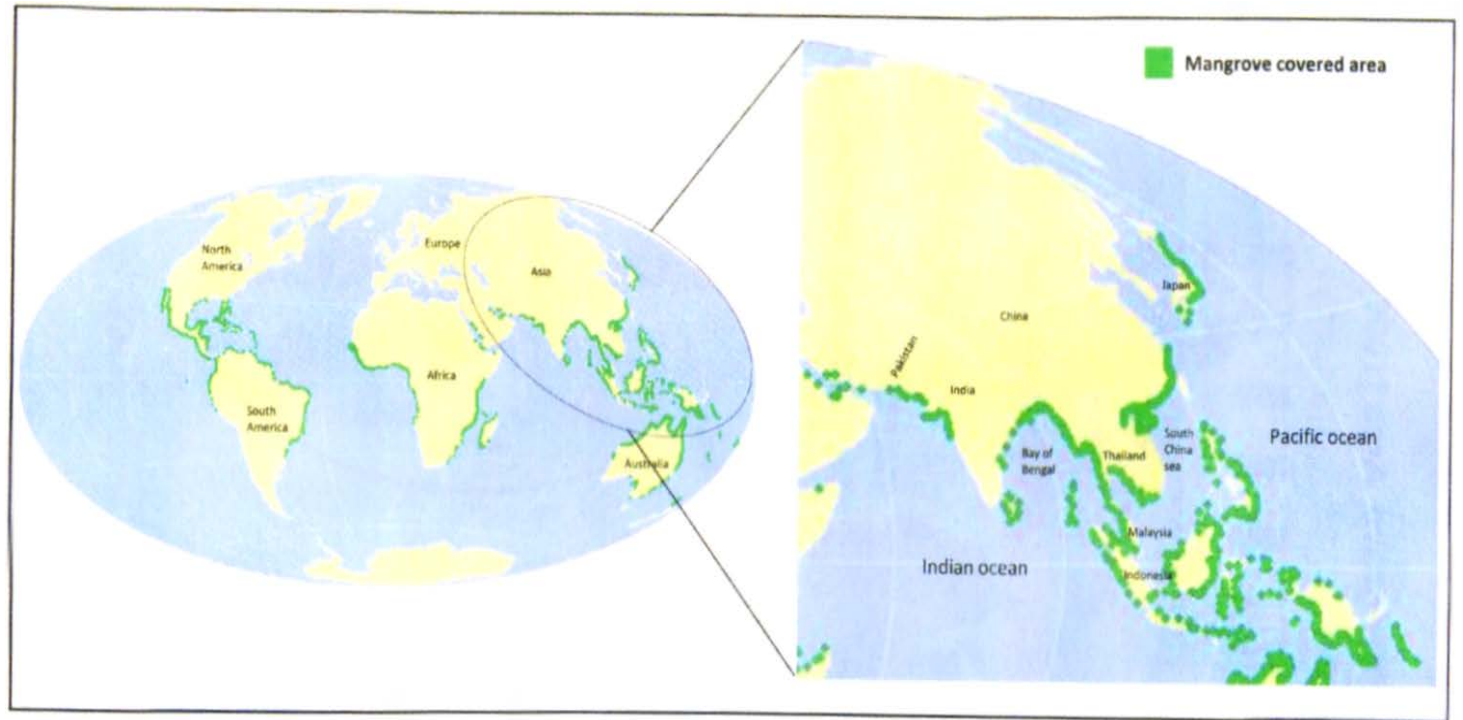 Mangrove covered area
North
America
Europe
Asia
Africa
South
America
Australia
Japan
China
Pakistan
India
South
China
sea
Pacific ocean
Bay of
Bengal
Thailand
Malaysia
Indian ocean
Indonesia